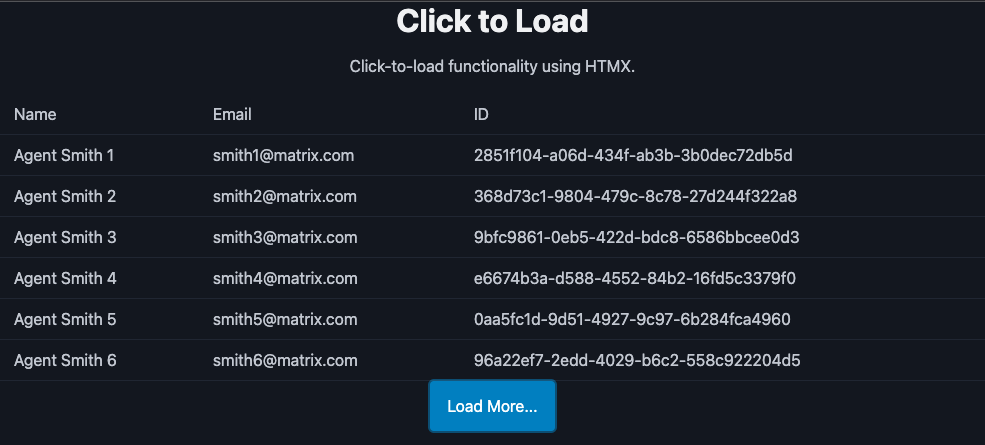 Click to Load
Click-to-load functionality using HTMX.
Name Email ID
Agent Smith 1 smith1@matrix.com 2851f104-a06d-434f-ab3b-3b0dec72db5d
Agent Smith 2 smith2@matrix.com 368d73c1-9804-479c-8c78-27d244f322a8
Agent Smith 3 smith3@matrix.com 9bfc9861-0eb5-422d-bdc8-6586bbcee0d3
Agent Smith 4 smith4@matrix.com e6674b3a-d588-4552-84b2-16fd5c3379f0
Agent Smith 5 smith5@matrix.com 0aa5fc1d-9d51-4927-9c97-6b284fca4960
Agent Smith 6 smith6@matrix.com 96a22ef7-2edd-4029-b6c2-558c922204d5
Load More...